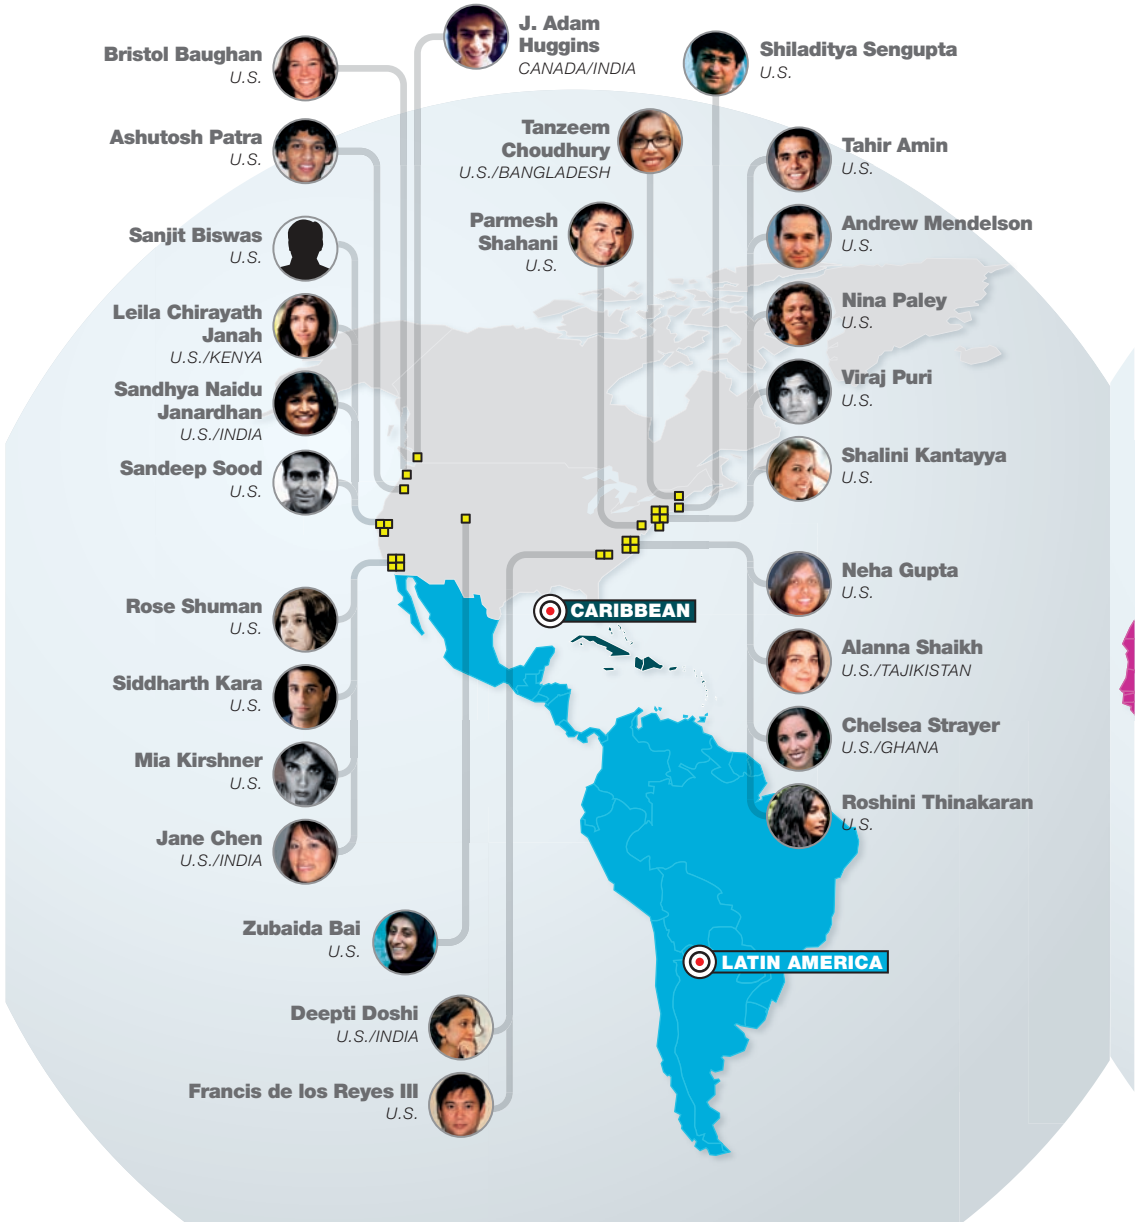 Bristol Baughan
U.S.
J. Adam
Huggins
CANADA/INDIA
Shiladitya Sengupta
U.S.
Ashutosh Patra
U.S.
Tanzeem
Choudhury
U.S./BANGLADESH
Tahir Amin
U.S.
Sanjit Biswas
U.S.
Parmesh
Shahani
U.S.
Andrew Mendelson
U.S.
Leila Chirayath
Janah
U.S./KENYA
Nina Paley
U.S.
Sandhya Naidu
Janardhan
U.S./INDIA
Viraj Puri
U.S.
Sandeep Sood
U.S.
Shalini Kantayya
U.S.
Neha Gupta
U.S.
CARIBBEAN
Rose Shuman
U.S.
Alanna Shaikh
U.S./TAJIKISTAN
Siddharth Kara
U.S.
Chelsea Strayer
U.S./GHANA
Mia Kirshner
U.S.
Roshini Thinakaran
U.S.
Jane Chen
U.S./INDIA
Zubaida Bai
U.S.
LATIN AMERICA
Deepti Doshi
U.S./INDIA
Francis de los Reyes III
U.S.